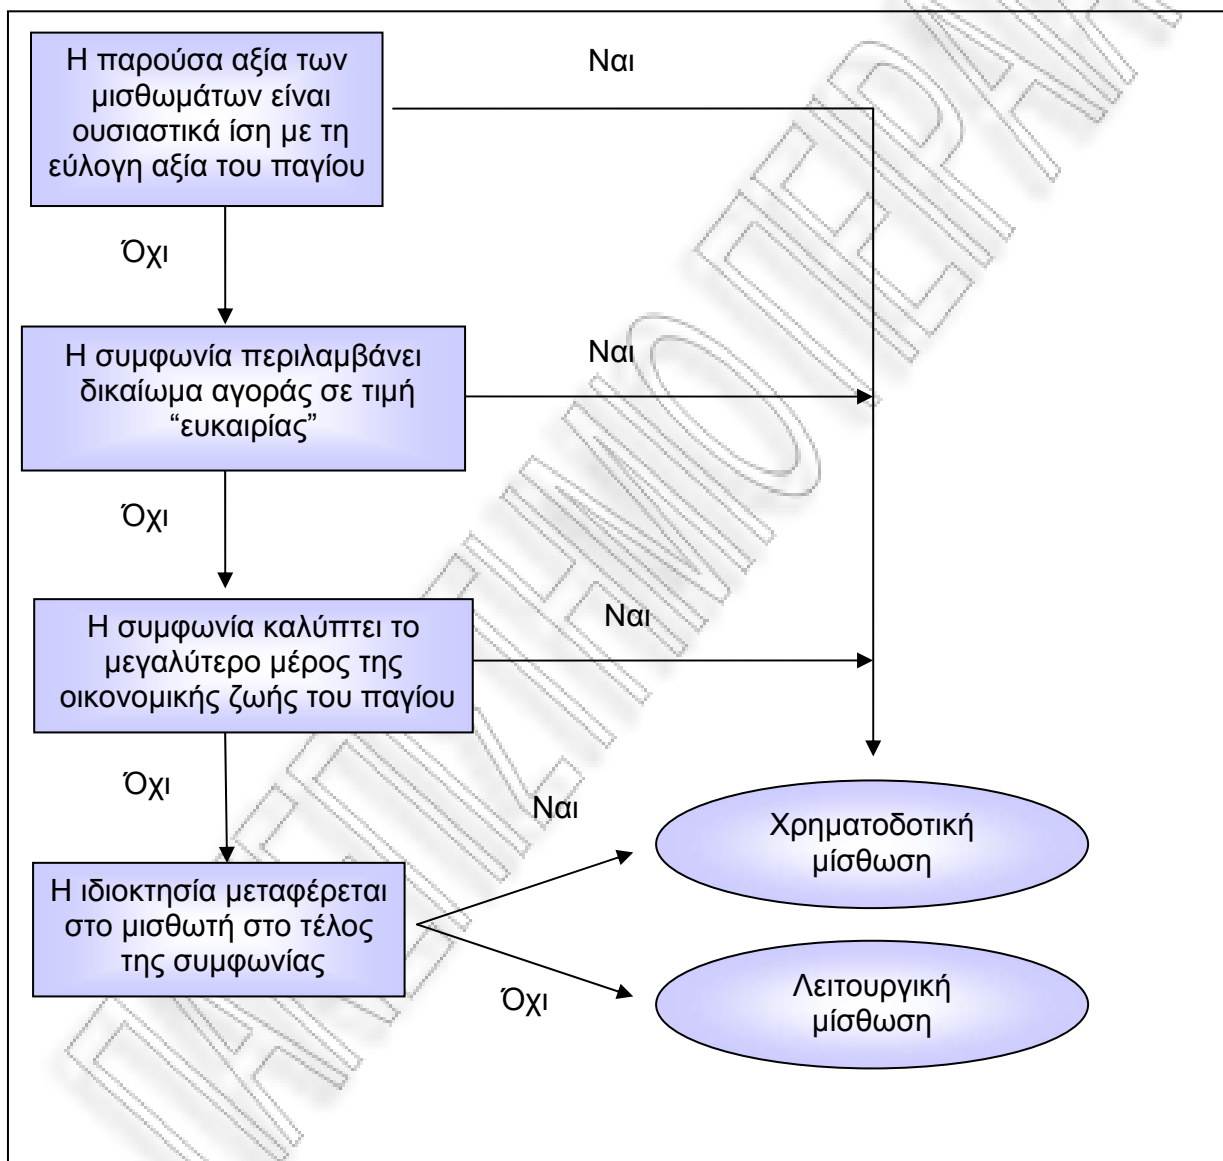 Η παρούσα αξία των
μισθωμάτων είναι
ουσιαστικά ίση με τη
εύλογη αξία του παγίου
Ναι
Όχι
Η συμφωνία περιλαμβάνει
δικαίωμα αγοράς σε τιμή
“ευκαιρίας”
Ναι
Όχι
Η συμφωνία καλύπτει το
μεγαλύτερο μέρος της
οικονομικής ζωής του παγίου
Ναι
Όχι
Η ιδιοκτησία μεταφέρεται
στο μισθωτή στο τέλος
της συμφωνίας
Ναι
Χρηματοδοτική
μίσθωση
Όχι
Λειτουργική
μίσθωση